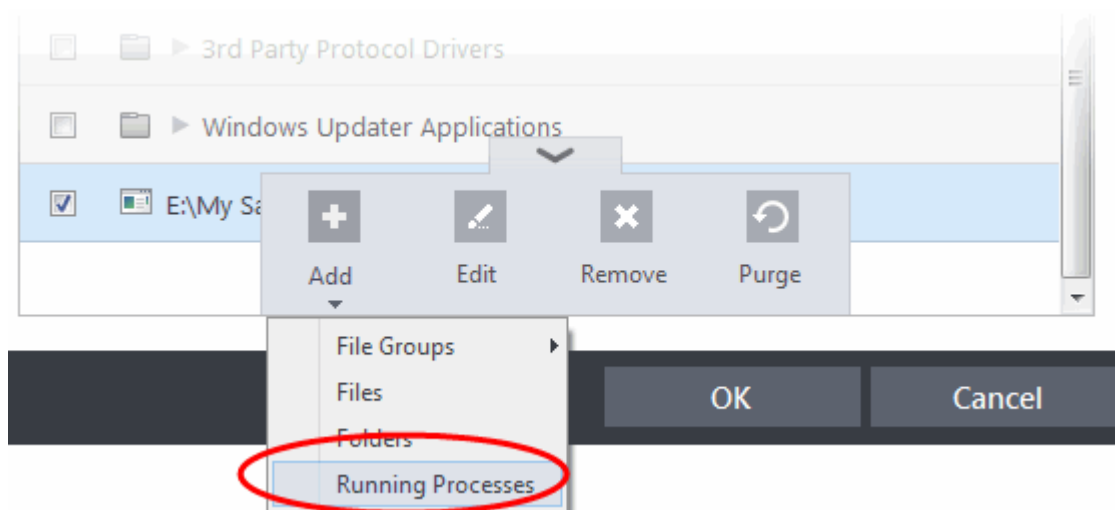 3rd Party Protocol Drivers
Windows Updater Applications
E:\My Sa
Add
Edit
Remove
Purge
File Groups
Files
OK
Cancel
Folders
Running Processes